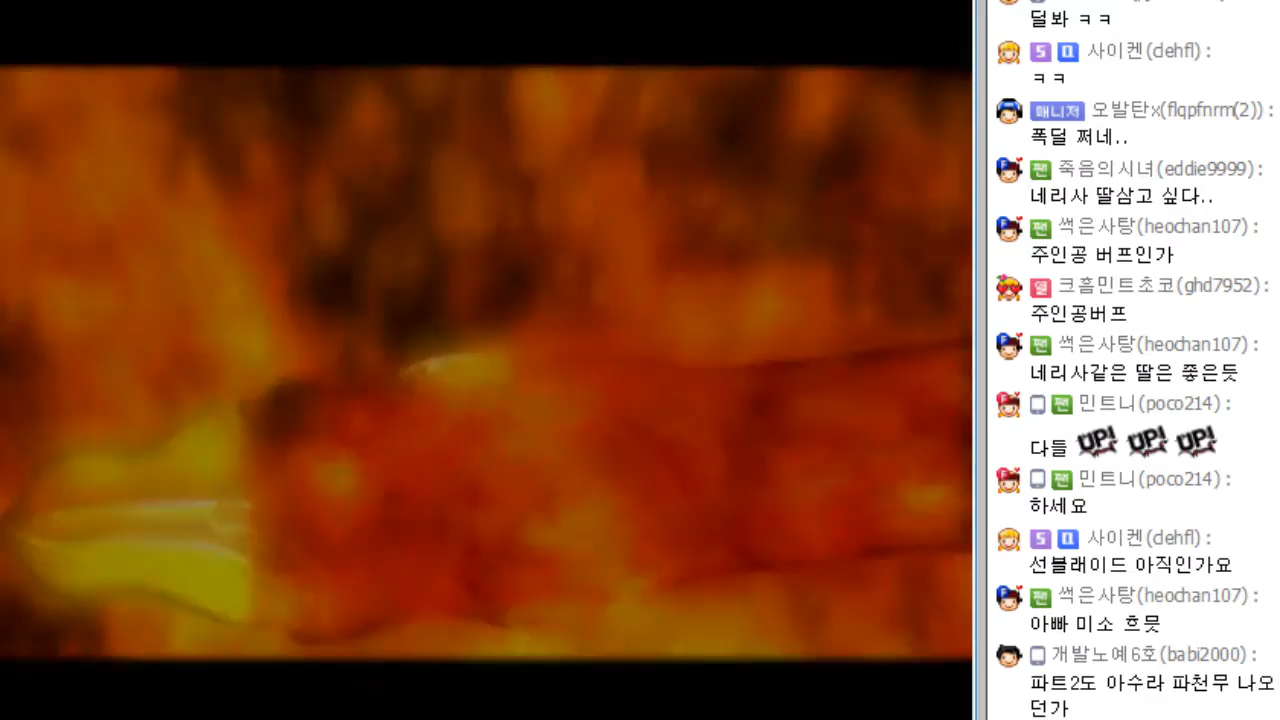 덜봐 ㅋㅋ
S 사이켄(dehfl) :
ㅋㅋ
매니저 오발탄x(flqpfnrm(2)) :
폭딜 쩌네..
팬 죽음의시녀(eddie9999) :
네리사 딸삼고 싶다..
팬 썩은사탕(heochan107) :
주인공 버프인가
열 크흠민트초코(ghd7952) :
주인공버프
팬 썩은사탕(heochan107) :
네리사같은 딸은 좋은듯
팬 민트니(poco214) :
다들 UP! UP! UP!
팬 민트니(poco214) :
하세요
S 사이켄(dehfl) :
선블래이드 아직인가요
팬 썩은사탕(heochan107) :
아빠 미소 흐뭇
개발노예6호(babi2000) :
파트2도 아수라 파천무 나오
던가